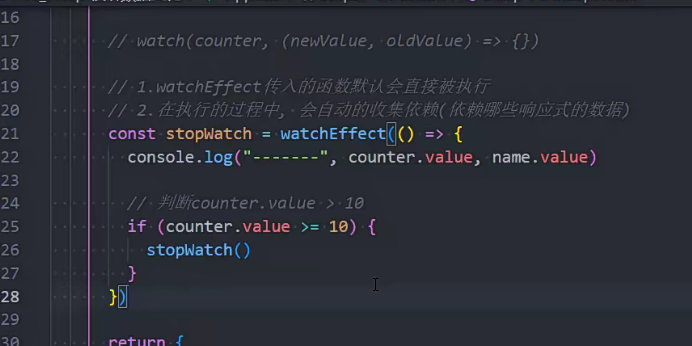 16
17 // watch(counter, (newValue, oldValue) => {})
18
19 // 1.watchEffect传入的函数默认会直接被执行
20 // 2.在执行的过程中, 会自动的收集依赖(依赖哪些响应式的数据)
21 const stopWatch = watchEffect(() => {
22 console.log("-------", counter.value, name.value)
23
24 // 判断counter.value > 10
25 if (counter.value >= 10) {
26 stopWatch()
27 }
28 })
29
30 return {